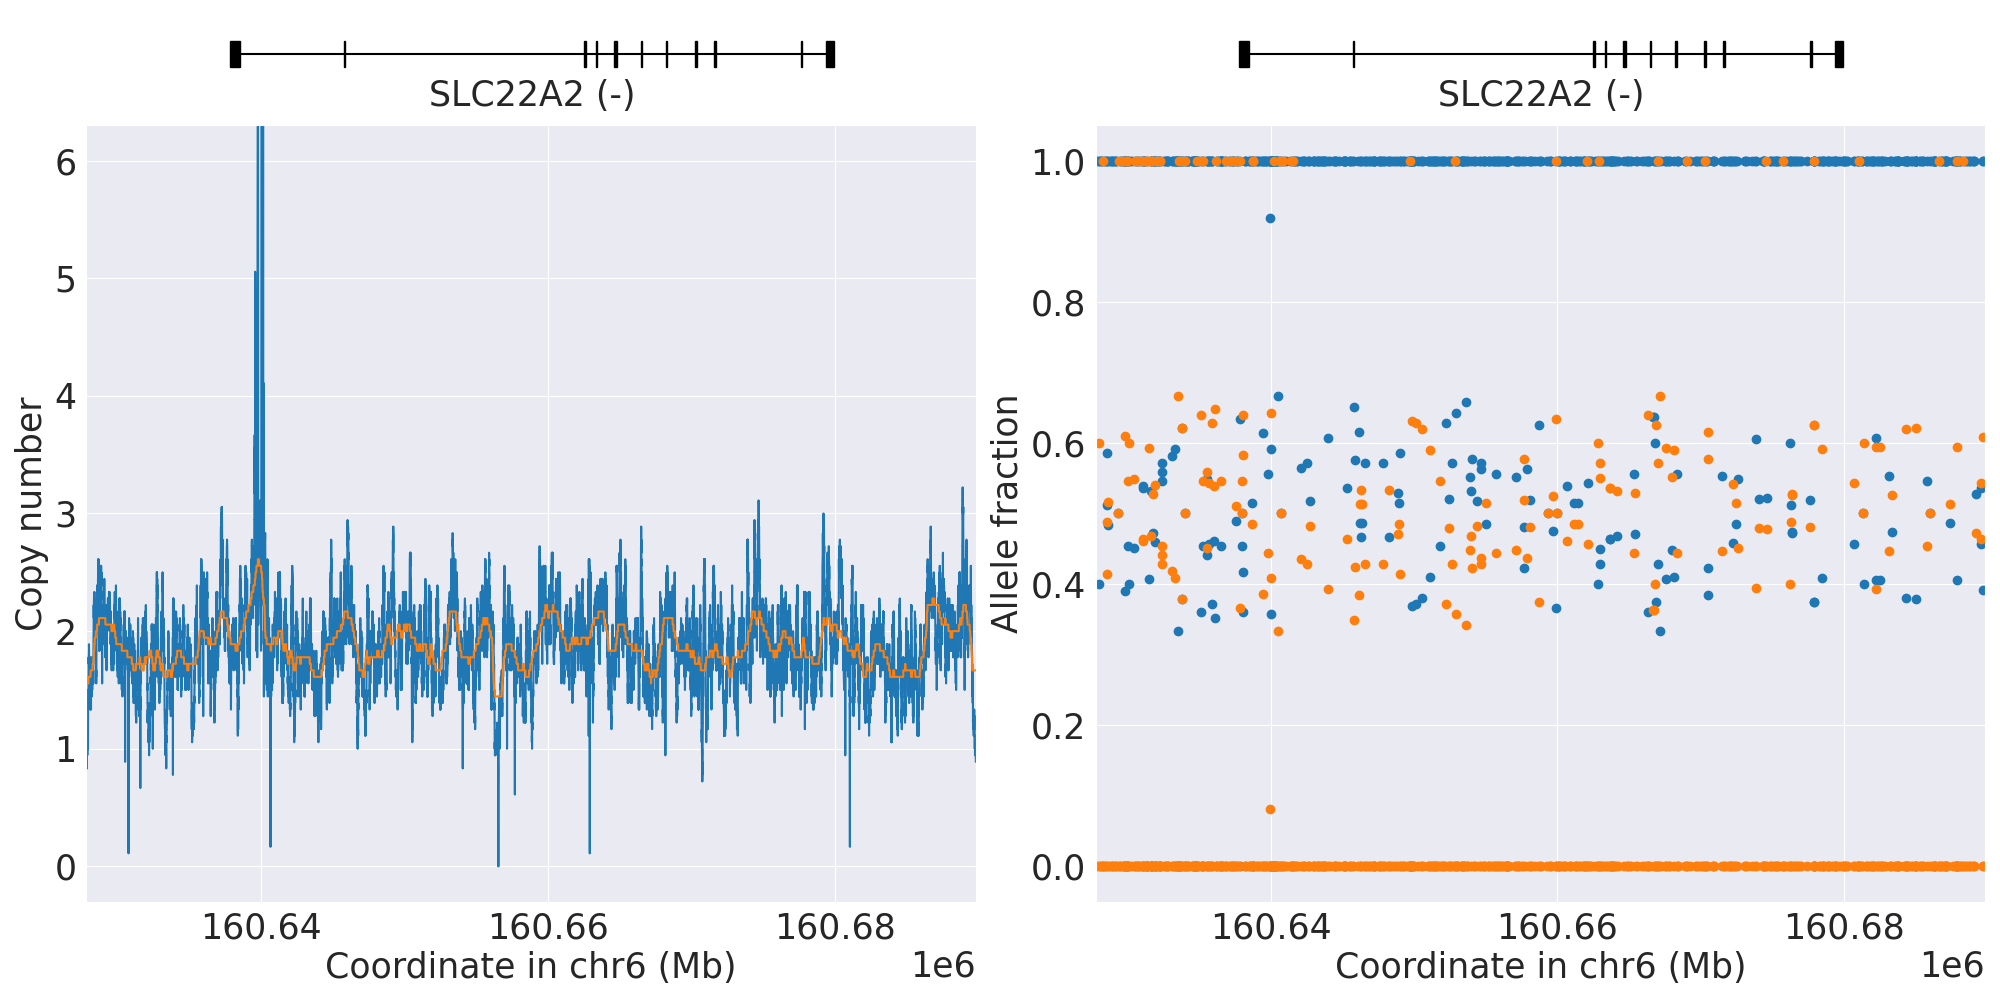 SLC22A2 (-)
6
5
4
3
2
1
0
Copy number
160.64
160.66
160.68
Coordinate in chr6 (Mb)
1e6
SLC22A2 (-)
1.0
0.8
0.6
0.4
0.2
0.0
Allele fraction
160.64
160.66
160.68
Coordinate in chr6 (Mb)
1e6